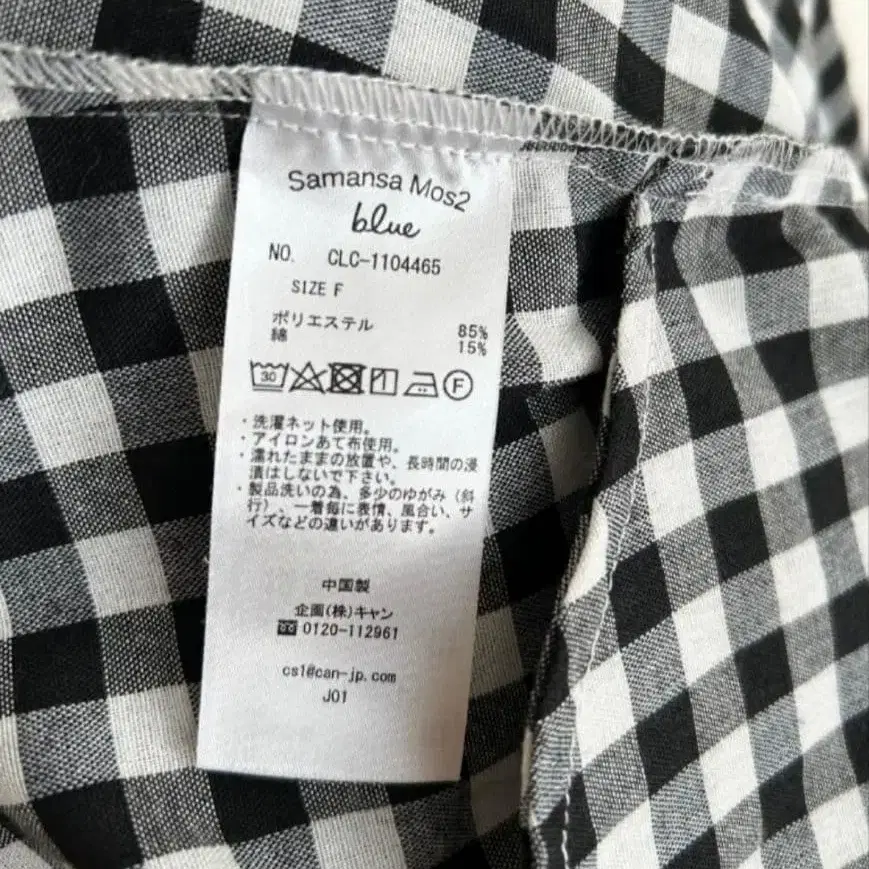 Samansa Mos2
blue
NO. CLC-1104465
SIZE F
ポリエステル 85%
綿 15%
30 F
・洗濯ネット使用。
・アイロンあて布使用。
・濡れたままの放置や、長時間の浸
漬はしないで下さい。
・製品洗いの為、多少のゆがみ（斜
行）、一着毎に表情、風合い、サ
イズなどの違いがあります。
中国製
企画(株)キャン
0120-112961
cs1@can-jp.com
J01